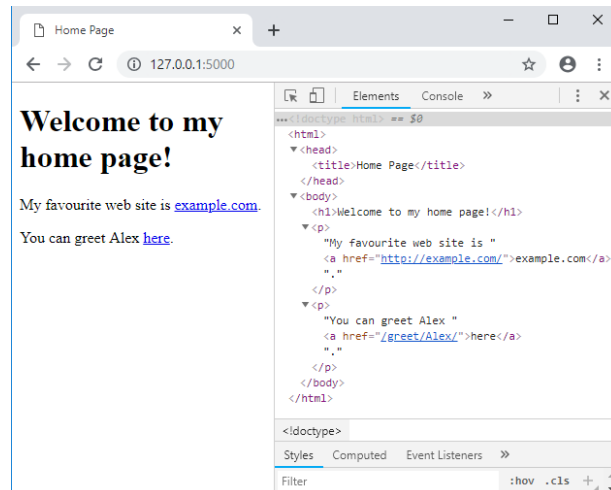 Home Page
127.0.0.1:5000
Welcome to my
home page!
My favourite web site is example.com.
You can greet Alex here.
Elements Console »
•••<!doctype html> == $0
<html>
▼<head>
<title>Home Page</title>
</head>
▼<body>
<h1>Welcome to my home page!</h1>
▼<p>
"My favourite web site is "
<a href="http://example.com/">example.com</a>
"."
</p>
▼<p>
"You can greet Alex "
<a href="/greet/Alex/">here</a>
"."
</p>
</body>
</html>
<!doctype>
Styles Computed Event Listeners »
Filter :hov .cls +